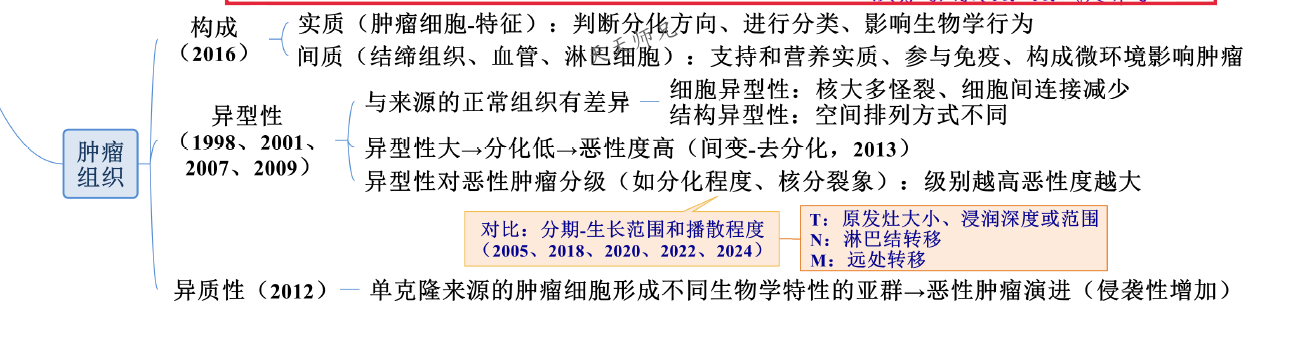 构成
（2016）
实质（肿瘤细胞-特征）：判断分化方向、进行分类、影响生物学行为
间质（结缔组织、血管、淋巴细胞）：支持和营养实质、参与免疫、构成微环境影响肿瘤
肿瘤
组织
异型性
（1998、2001、
2007、2009）
与来源的正常组织有差异
细胞异型性：核大多怪裂、细胞间连接减少
结构异型性：空间排列方式不同
异型性大→分化低→恶性度高（间变-去分化，2013）
异型性对恶性肿瘤分级（如分化程度、核分裂象）：级别越高恶性度越大
对比：分期-生长范围和播散程度
（2005、2018、2020、2022、2024）
T：原发灶大小、浸润深度或范围
N：淋巴结转移
M：远处转移
异质性（2012）
单克隆来源的肿瘤细胞形成不同生物学特性的亚群→恶性肿瘤演进（侵袭性增加）